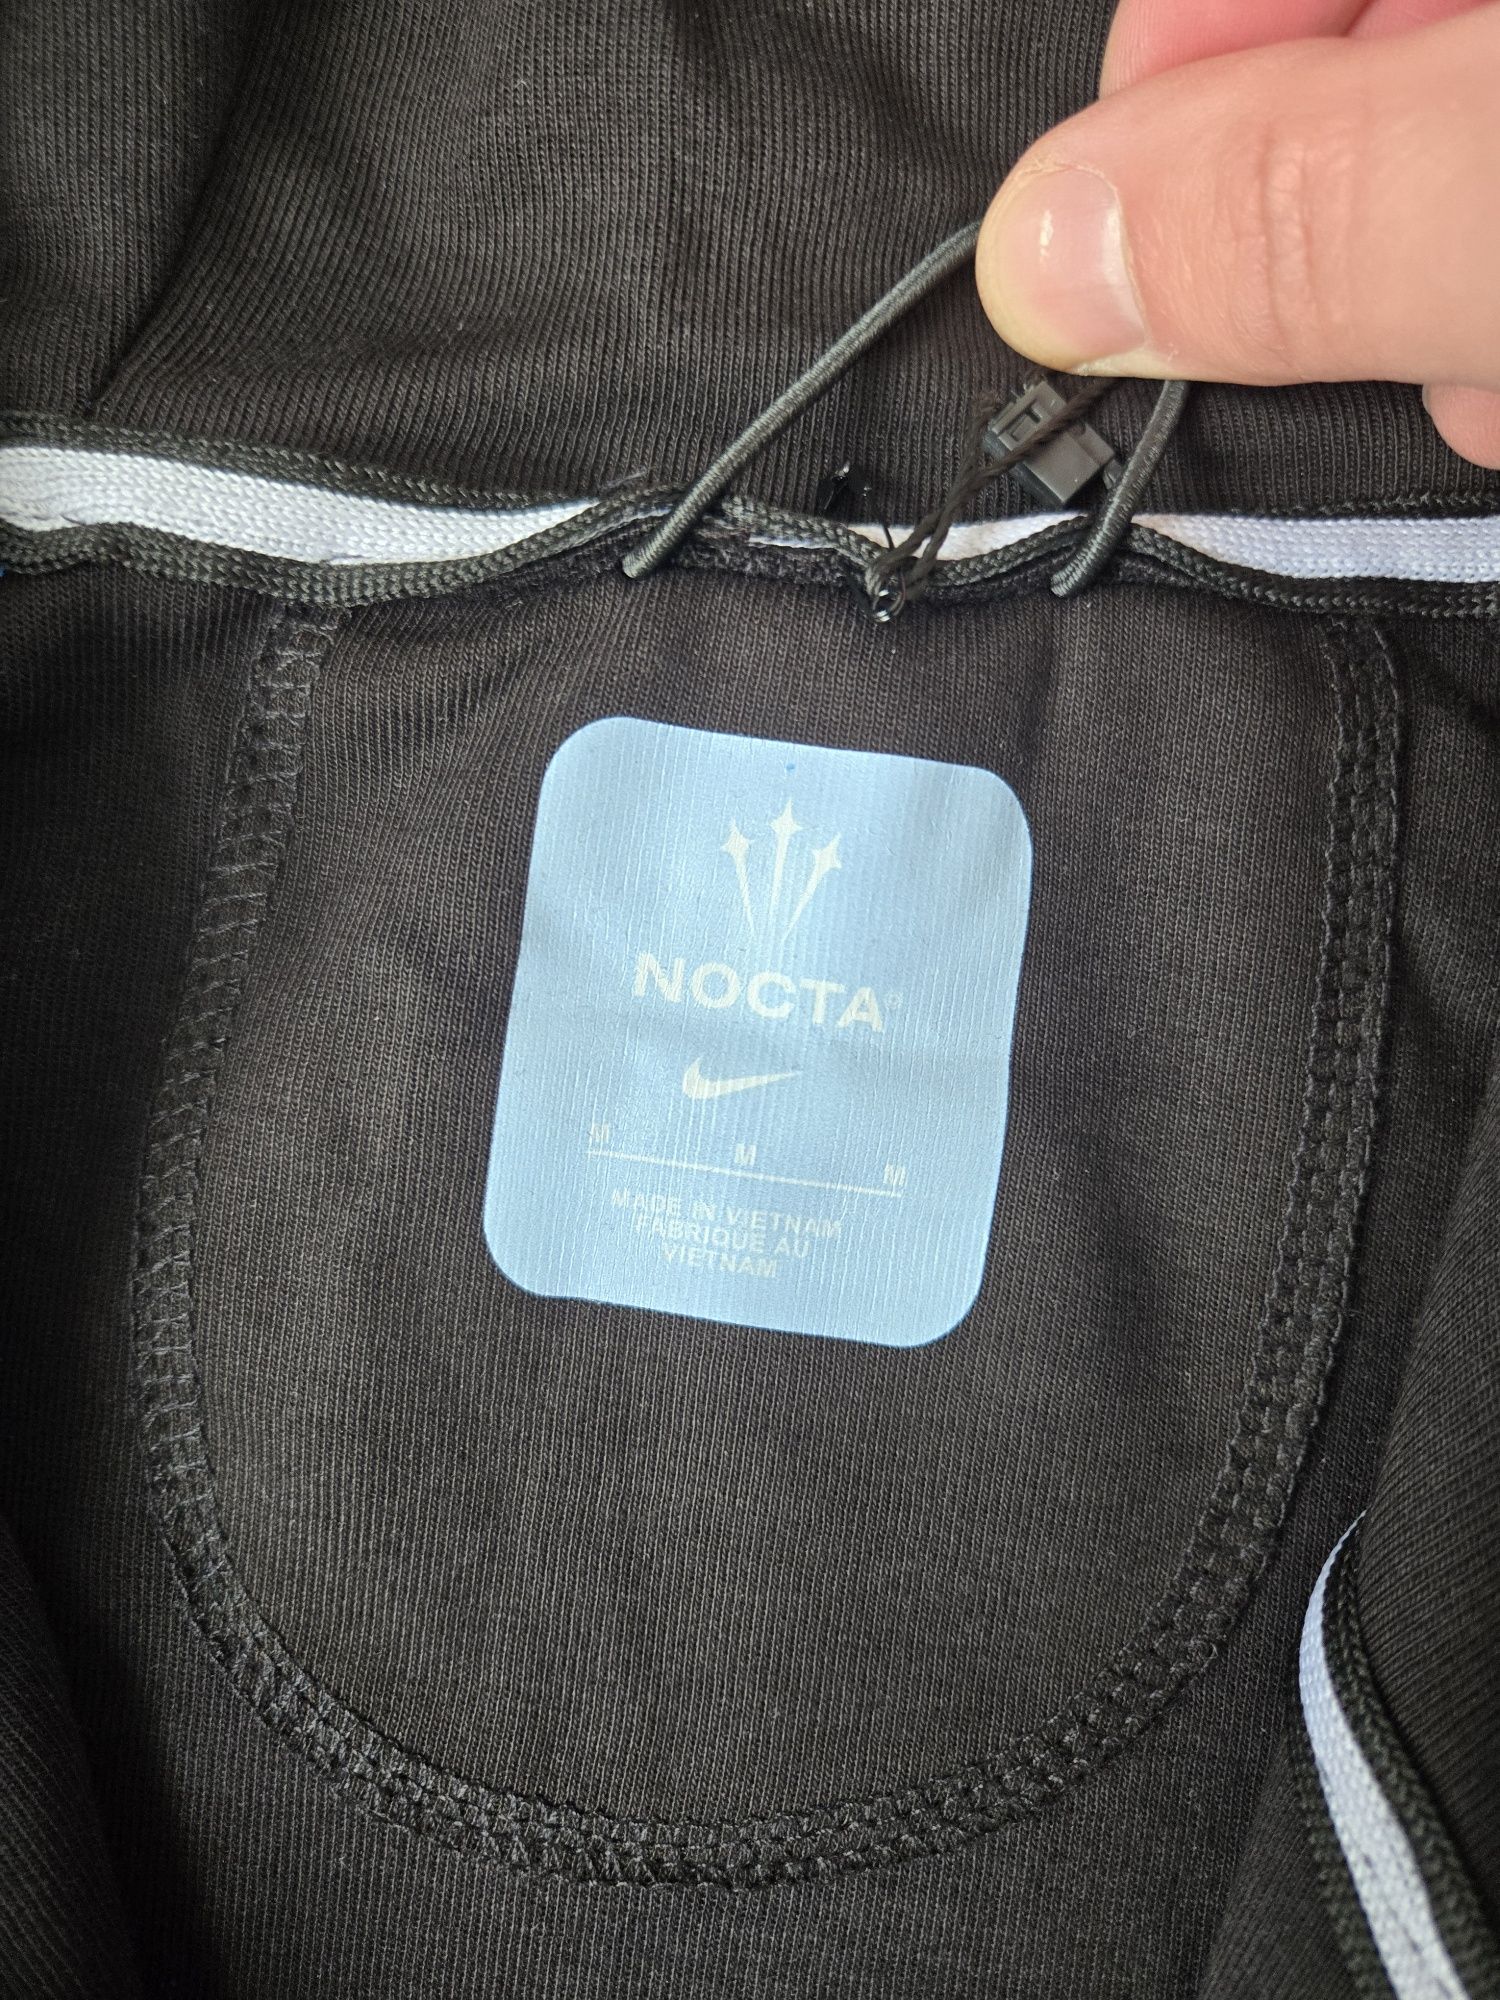 NOCTA®
M M M
MADE IN VIETNAM
FABRIQUE AU
VIETNAM